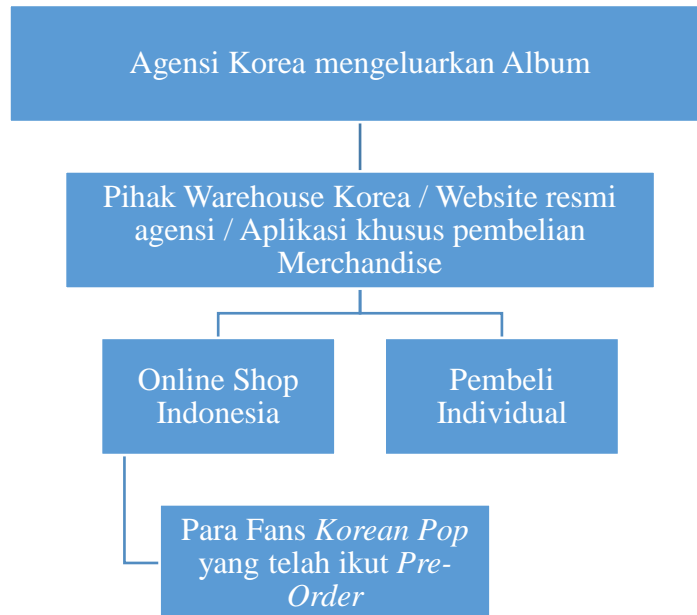 Agensi Korea mengeluarkan Album
Pihak Warehouse Korea / Website resmi
agensi / Aplikasi khusus pembelian
Merchandise
Online Shop
Indonesia
Pembeli
Individual
Para Fans Korean Pop
yang telah ikut Pre-
Order